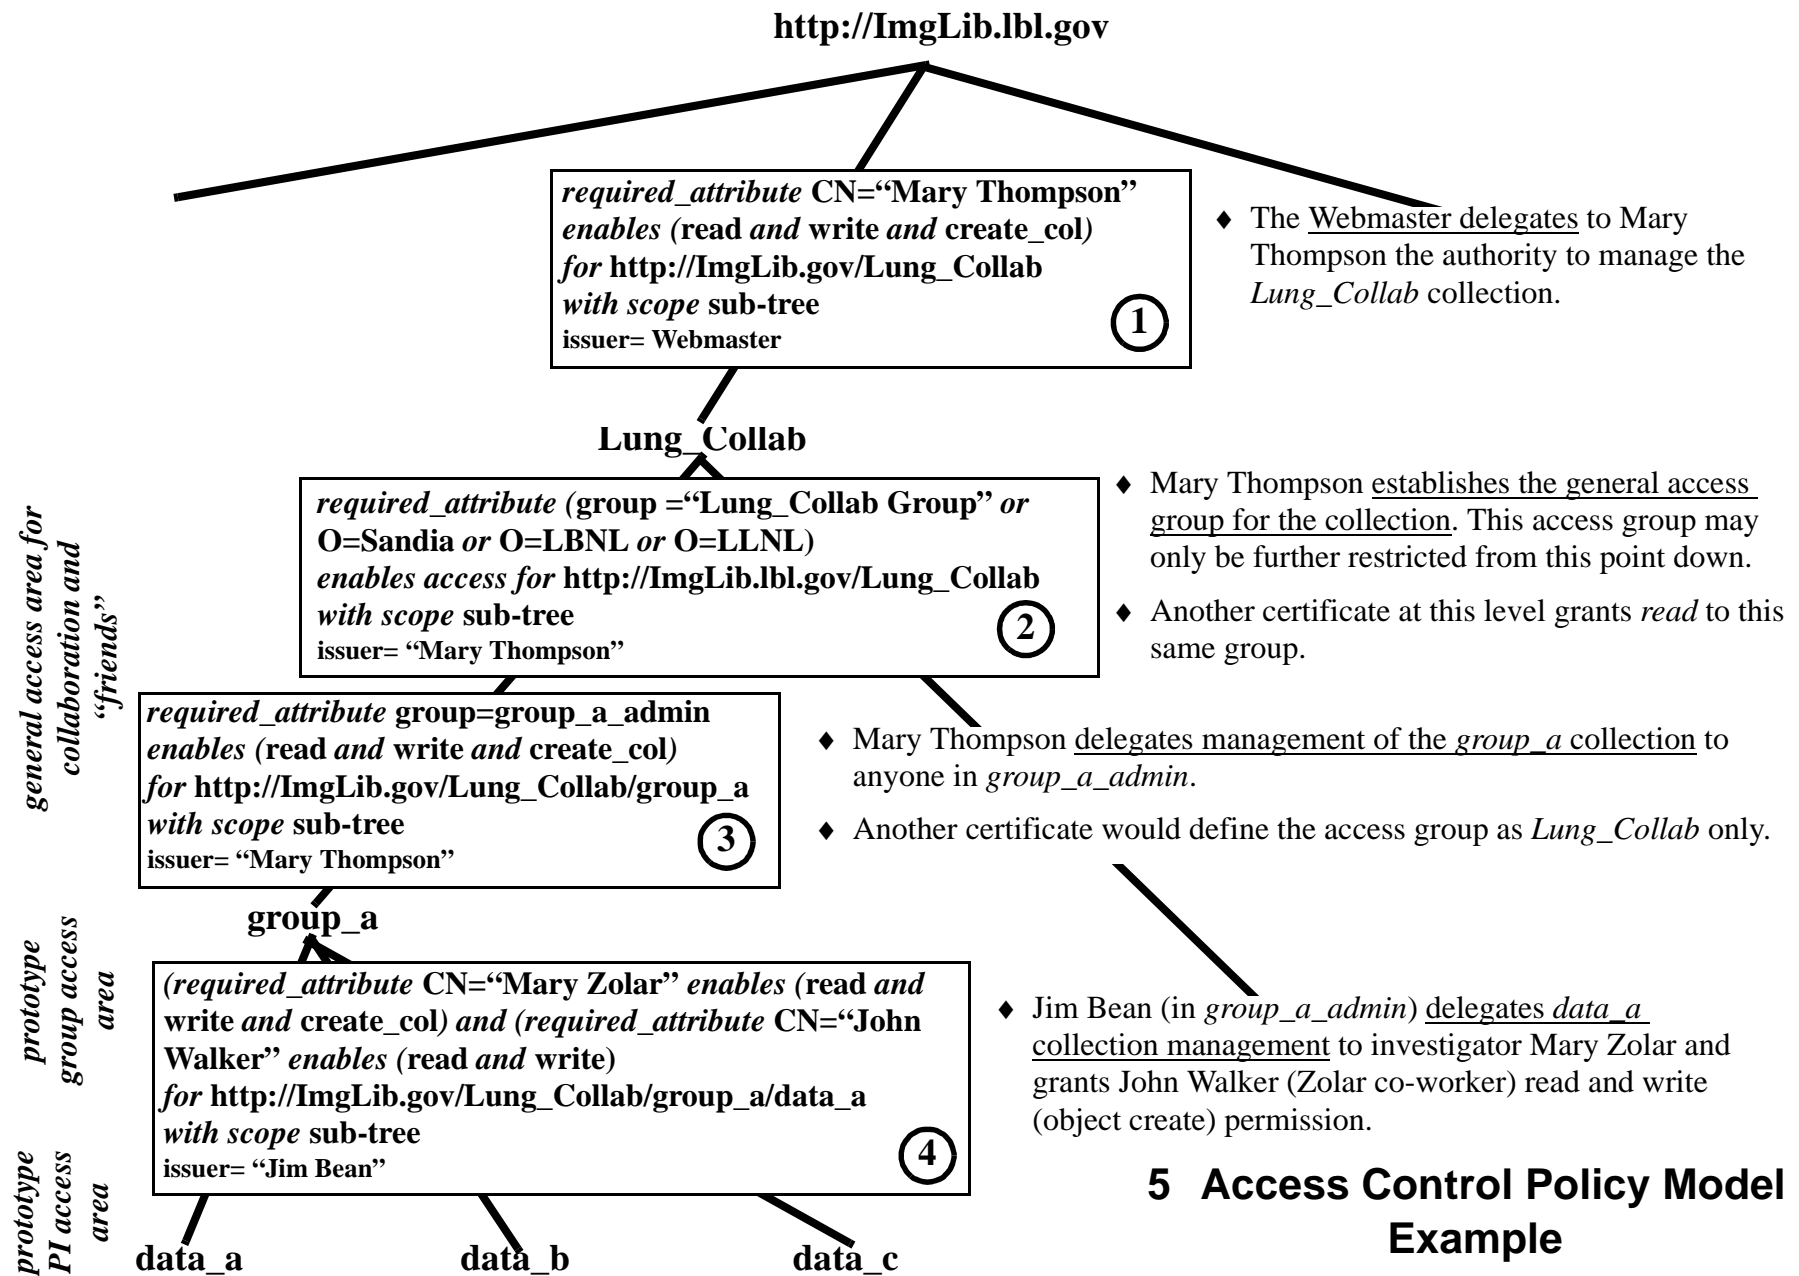 http://ImgLib.lbl.gov
required_attribute CN=“Mary Thompson”
enables (read and write and create_col)
for http://ImgLib.gov/Lung_Collab
with scope sub-tree
issuer= Webmaster
1
♦ The Webmaster delegates to Mary
Thompson the authority to manage the
Lung_Collab collection.
Lung_Collab
general access area for
collaboration and
“friends”
required_attribute (group =“Lung_Collab Group” or
O=Sandia or O=LBNL or O=LLNL)
enables access for http://ImgLib.lbl.gov/Lung_Collab
with scope sub-tree
issuer= “Mary Thompson”
2
♦ Mary Thompson establishes the general access
group for the collection. This access group may
only be further restricted from this point down.
♦ Another certificate at this level grants read to this
same group.
required_attribute group=group_a_admin
enables (read and write and create_col)
for http://ImgLib.gov/Lung_Collab/group_a
with scope sub-tree
issuer= “Mary Thompson”
3
♦ Mary Thompson delegates management of the group_a collection to
anyone in group_a_admin.
♦ Another certificate would define the access group as Lung_Collab only.
group_a
prototype
group access
area
(required_attribute CN=“Mary Zolar” enables (read and
write and create_col) and (required_attribute CN=“John
Walker” enables (read and write)
for http://ImgLib.gov/Lung_Collab/group_a/data_a
with scope sub-tree
issuer= “Jim Bean”
4
♦ Jim Bean (in group_a_admin) delegates data_a
collection management to investigator Mary Zolar and
grants John Walker (Zolar co-worker) read and write
(object create) permission.
prototype
PI access
area
data_a
data_b
data_c
5 Access Control Policy Model
Example